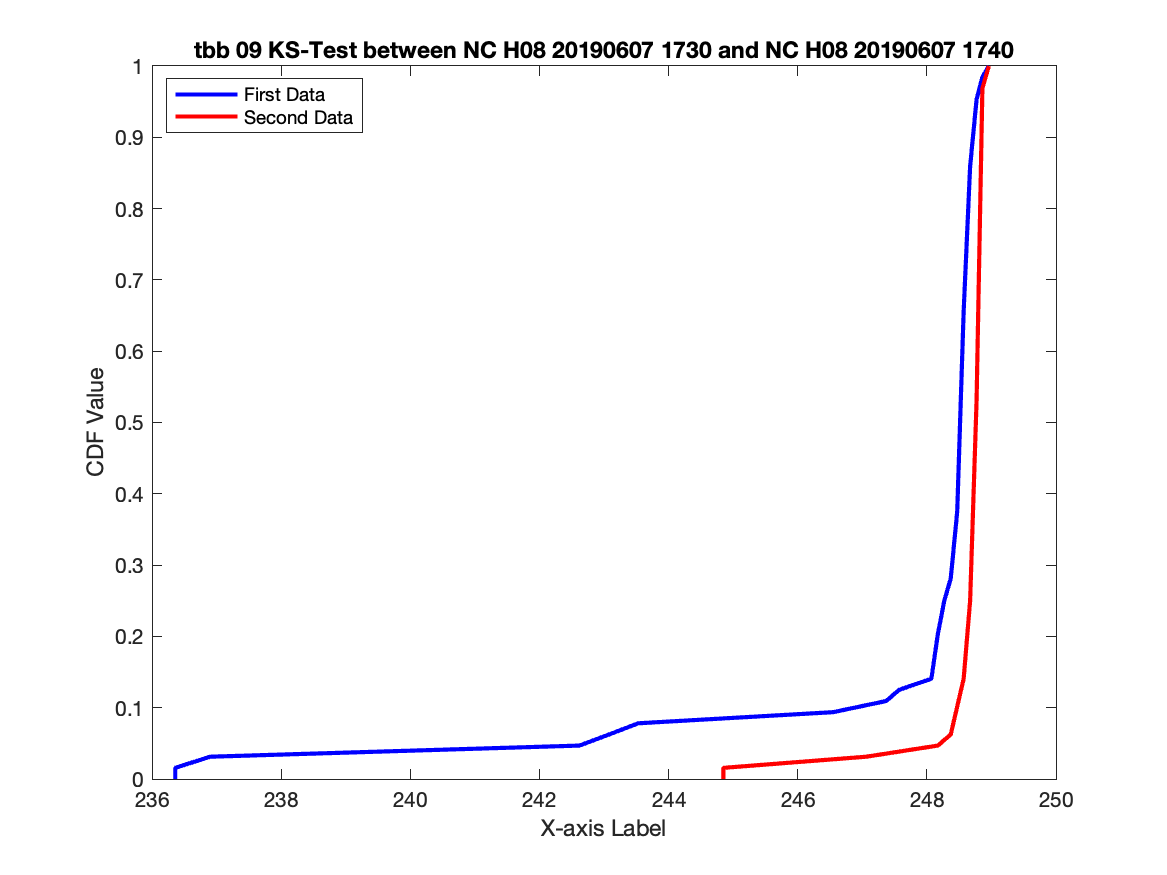 tbb 09 KS-Test between NC H08 20190607 1730 and NC H08 20190607 1740
First Data
Second Data
1
0.9
0.8
0.7
0.6
0.5
0.4
0.3
0.2
0.1
0
CDF Value
236 238 240 242 244 246 248 250
X-axis Label